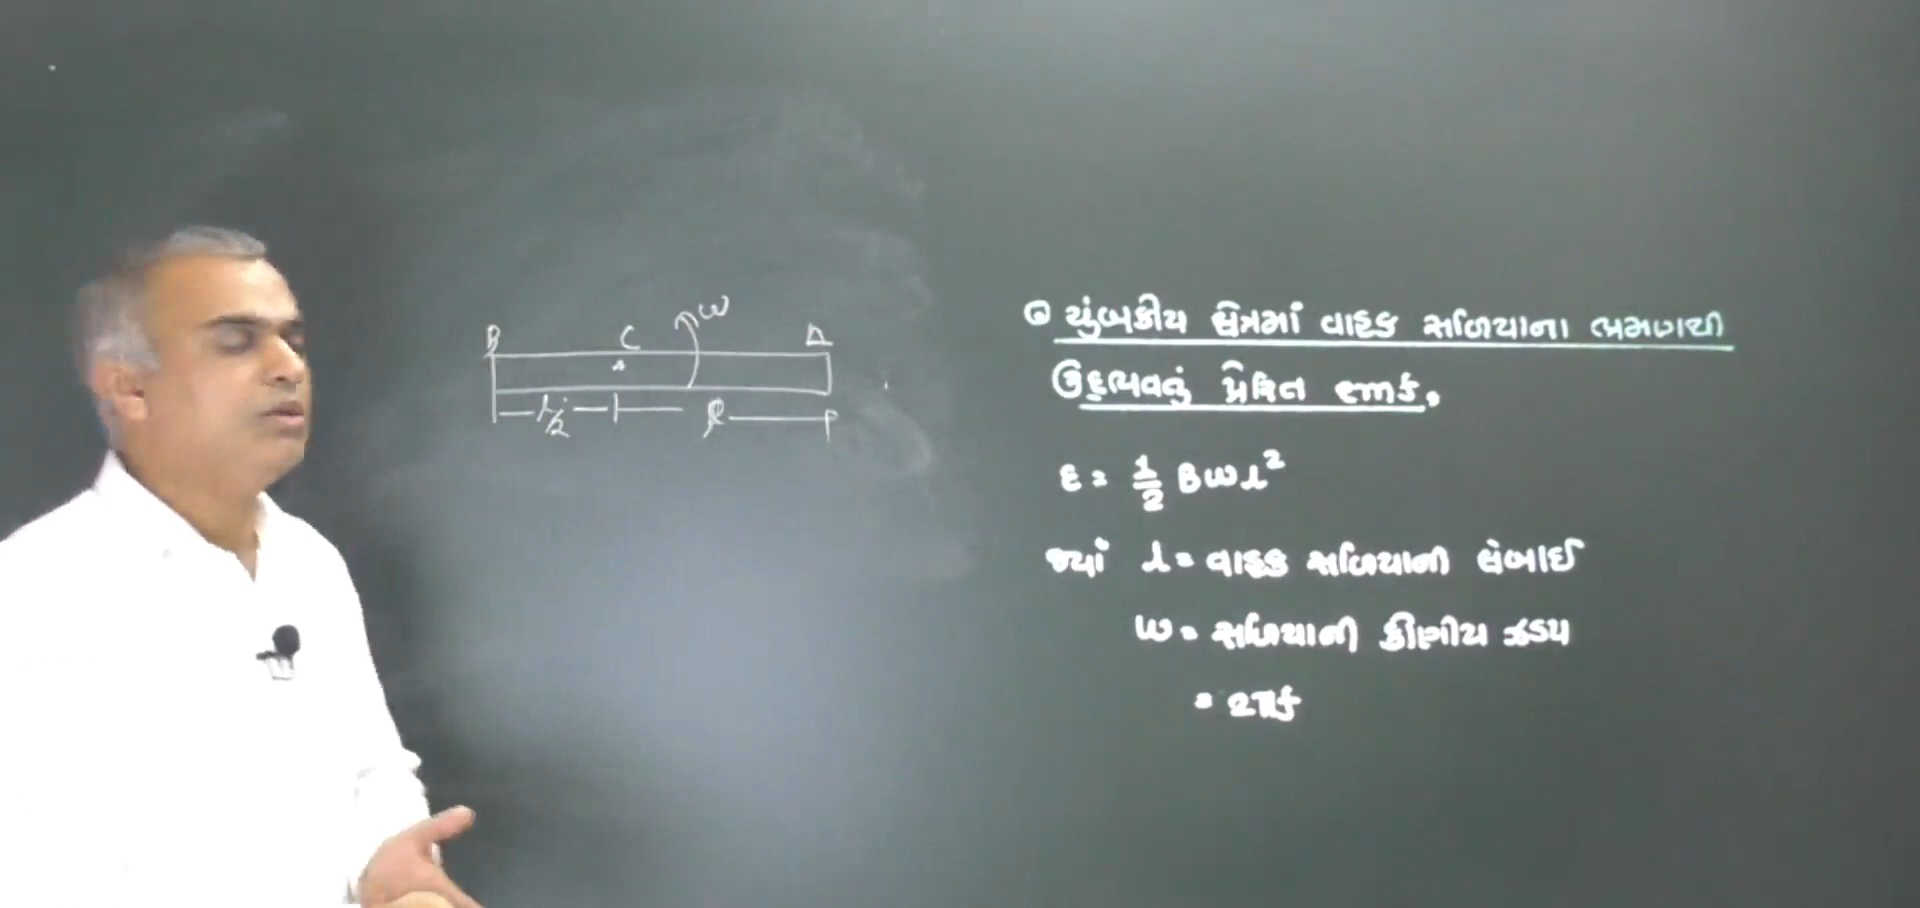 B C ω A
l/2 l
ચુંબકીય ક્ષેત્રમાં વાહક સળિયાના ભ્રમણથી
ઉદ્‌ભવતું પ્રેરિત emf.
ε = 1/2 Bωl²
જ્યાં l = વાહક સળિયાની લંબાઈ
ω = સળિયાની કોણીય ઝડપ
= 2πf